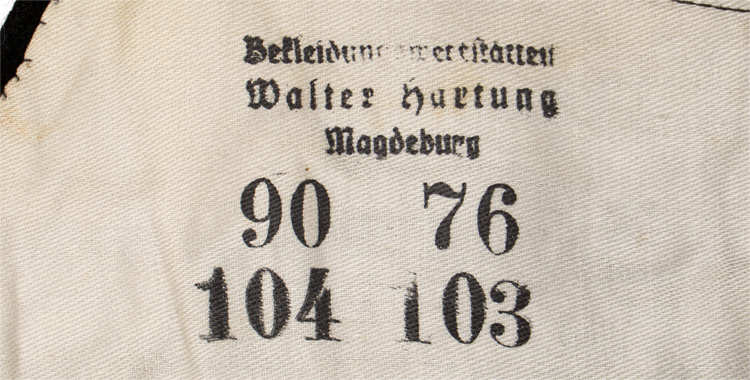 Bekleidungswerkstätten
Walter Hartung
Magdeburg
90 76
104 103